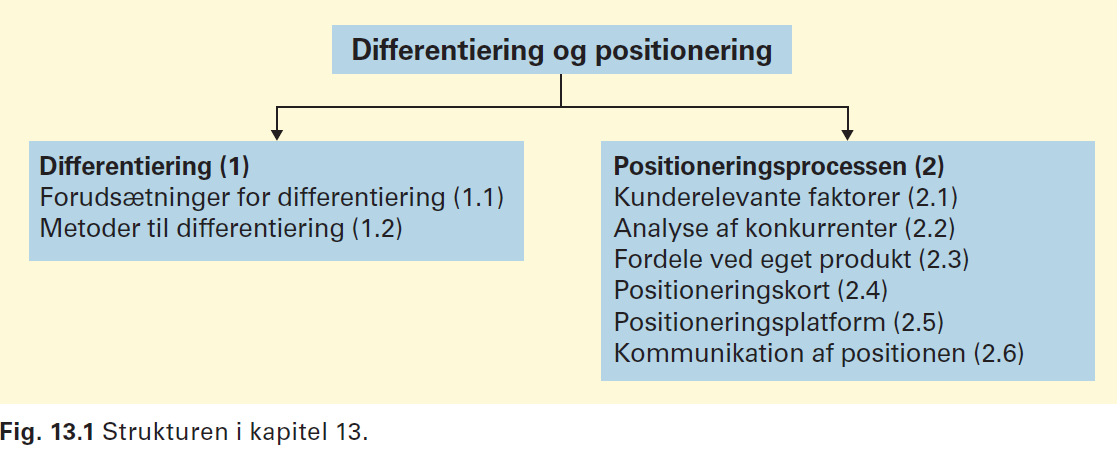 Differentiering og positionering
Differentiering (1)
Forudsætninger for differentiering (1.1)
Metoder til differentiering (1.2)
Positioneringsprocessen (2)
Kunderelevante faktorer (2.1)
Analyse af konkurrenter (2.2)
Fordele ved eget produkt (2.3)
Positioneringskort (2.4)
Positioneringsplatform (2.5)
Kommunikation af positionen (2.6)
Fig. 13.1 Strukturen i kapitel 13.